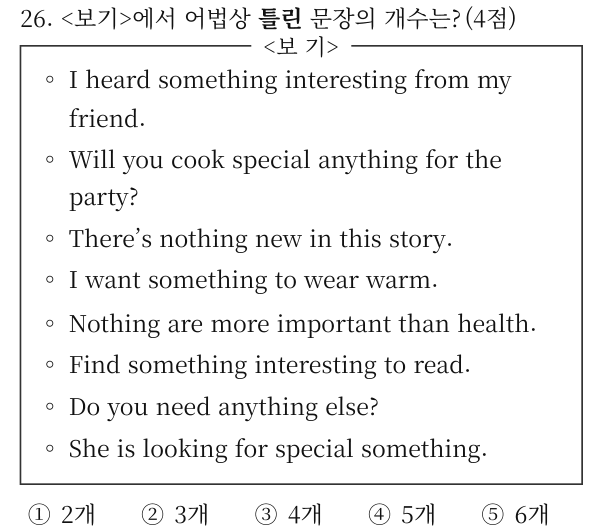 26. <보기>에서 어법상 틀린 문장의 개수는?(4점)
<보 기>
◦ I heard something interesting from my
friend.
◦ Will you cook special anything for the
party?
◦ There’s nothing new in this story.
◦ I want something to wear warm.
◦ Nothing are more important than health.
◦ Find something interesting to read.
◦ Do you need anything else?
◦ She is looking for special something.
① 2개 ② 3개 ③ 4개 ④ 5개 ⑤ 6개